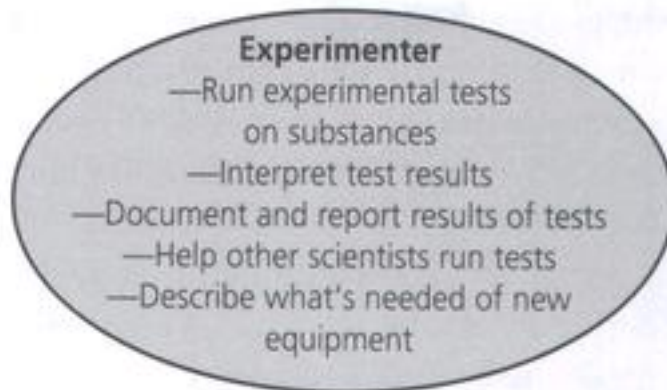 Experimenter
—Run experimental tests
on substances
—Interpret test results
—Document and report results of tests
—Help other scientists run tests
—Describe what's needed of new
equipment